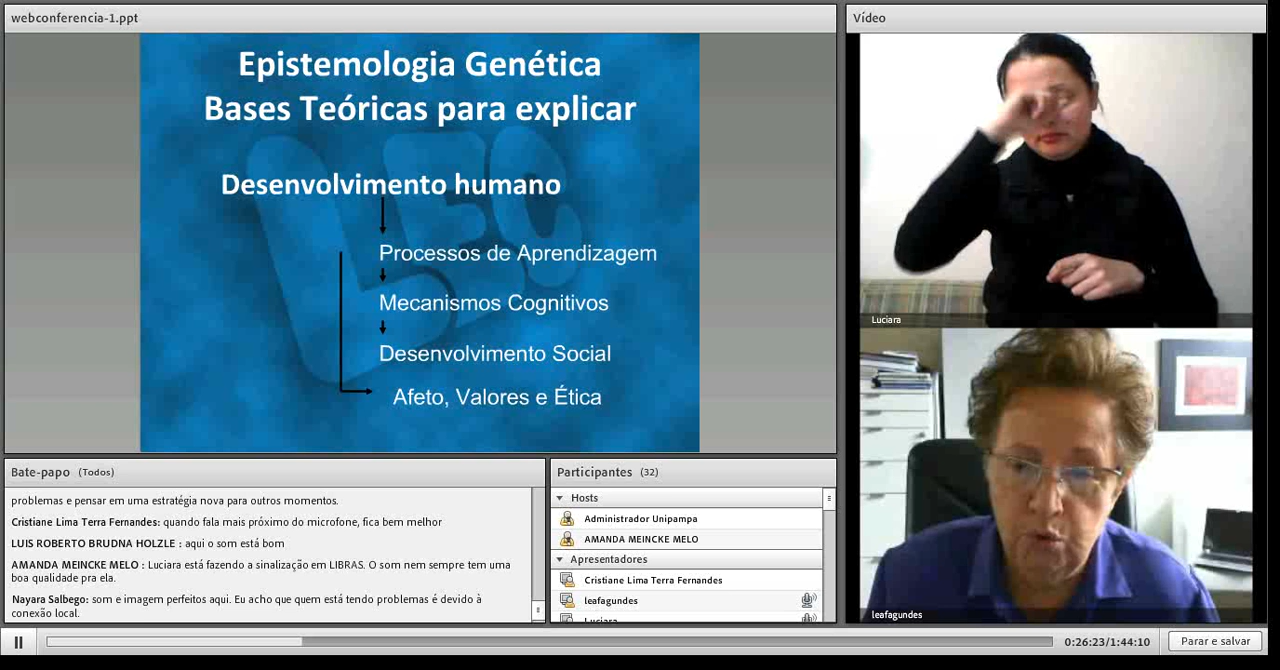 webconferencia-1.ppt
Epistemologia Genética
Bases Teóricas para explicar
Desenvolvimento humano
Processos de Aprendizagem
Mecanismos Cognitivos
Desenvolvimento Social
Afeto, Valores e Ética
LEC
Vídeo
Luciara
leafagundes
Bate-papo (Todos)
problemas e pensar em uma estratégia nova para outros momentos.
Cristiane Lima Terra Fernandes: quando fala mais próximo do microfone, fica bem melhor
LUIS ROBERTO BRUDNA HOLZLE : aqui o som está bom
AMANDA MEINCKE MELO : Luciara está fazendo a sinalização em LIBRAS. O som nem sempre tem uma
boa qualidade pra ela.
Nayara Salbego: som e imagem perfeitos aqui. Eu acho que quem está tendo problemas é devido à
conexão local.
Participantes (32)
Hosts
Administrador Unipampa
AMANDA MEINCKE MELO
Apresentadores
Cristiane Lima Terra Fernandes
leafagundes
Luciara
0:26:23/1:44:10
Parar e salvar